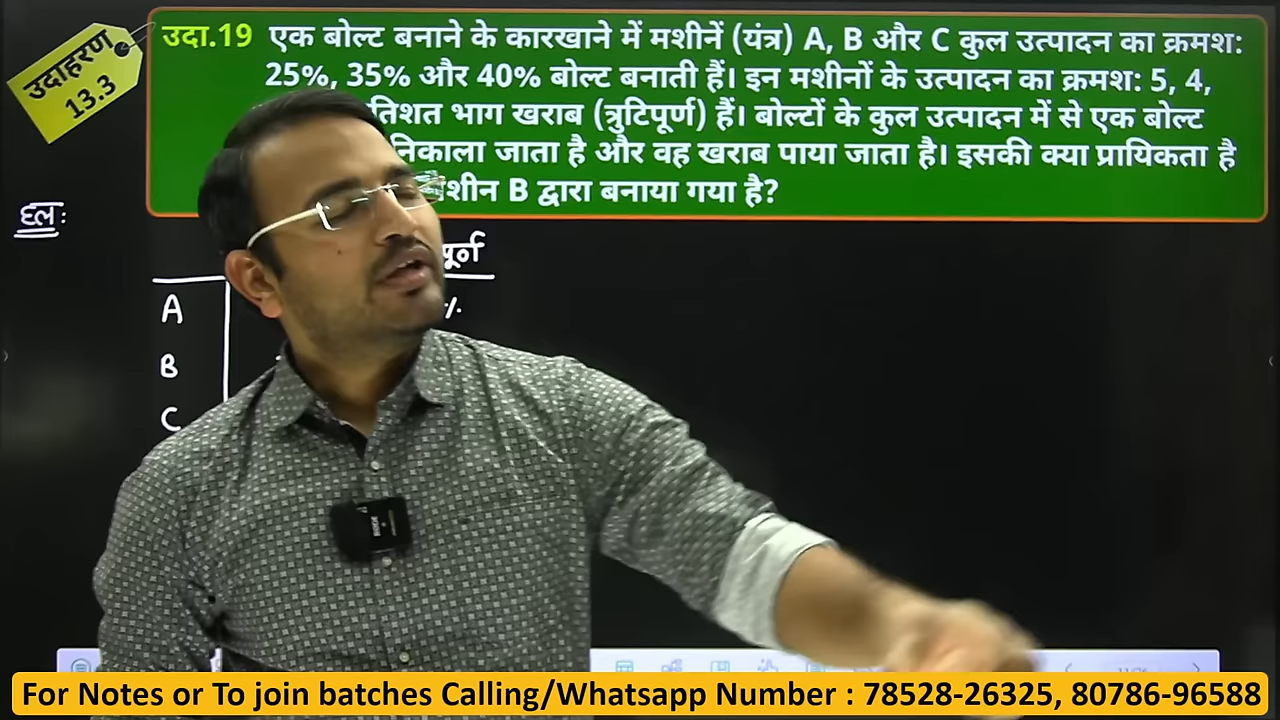 उदाहरण
13.3
उदा.19 एक बोल्ट बनाने के कारखाने में मशीनें (यंत्र) A, B और C कुल उत्पादन का क्रमश:
25%, 35% और 40% बोल्ट बनाती हैं। इन मशीनों के उत्पादन का क्रमश: 5, 4,
भाग खराब (त्रुटिपूर्ण) हैं। बोल्टों के कुल उत्पादन में से एक बोल्ट
निकाला जाता है और वह खराब पाया जाता है। इसकी क्या प्रायिकता है
B द्वारा बनाया गया है?
हल:
A
B
C
%
For Notes or To join batches Calling/Whatsapp Number : 78528-26325, 80786-96588